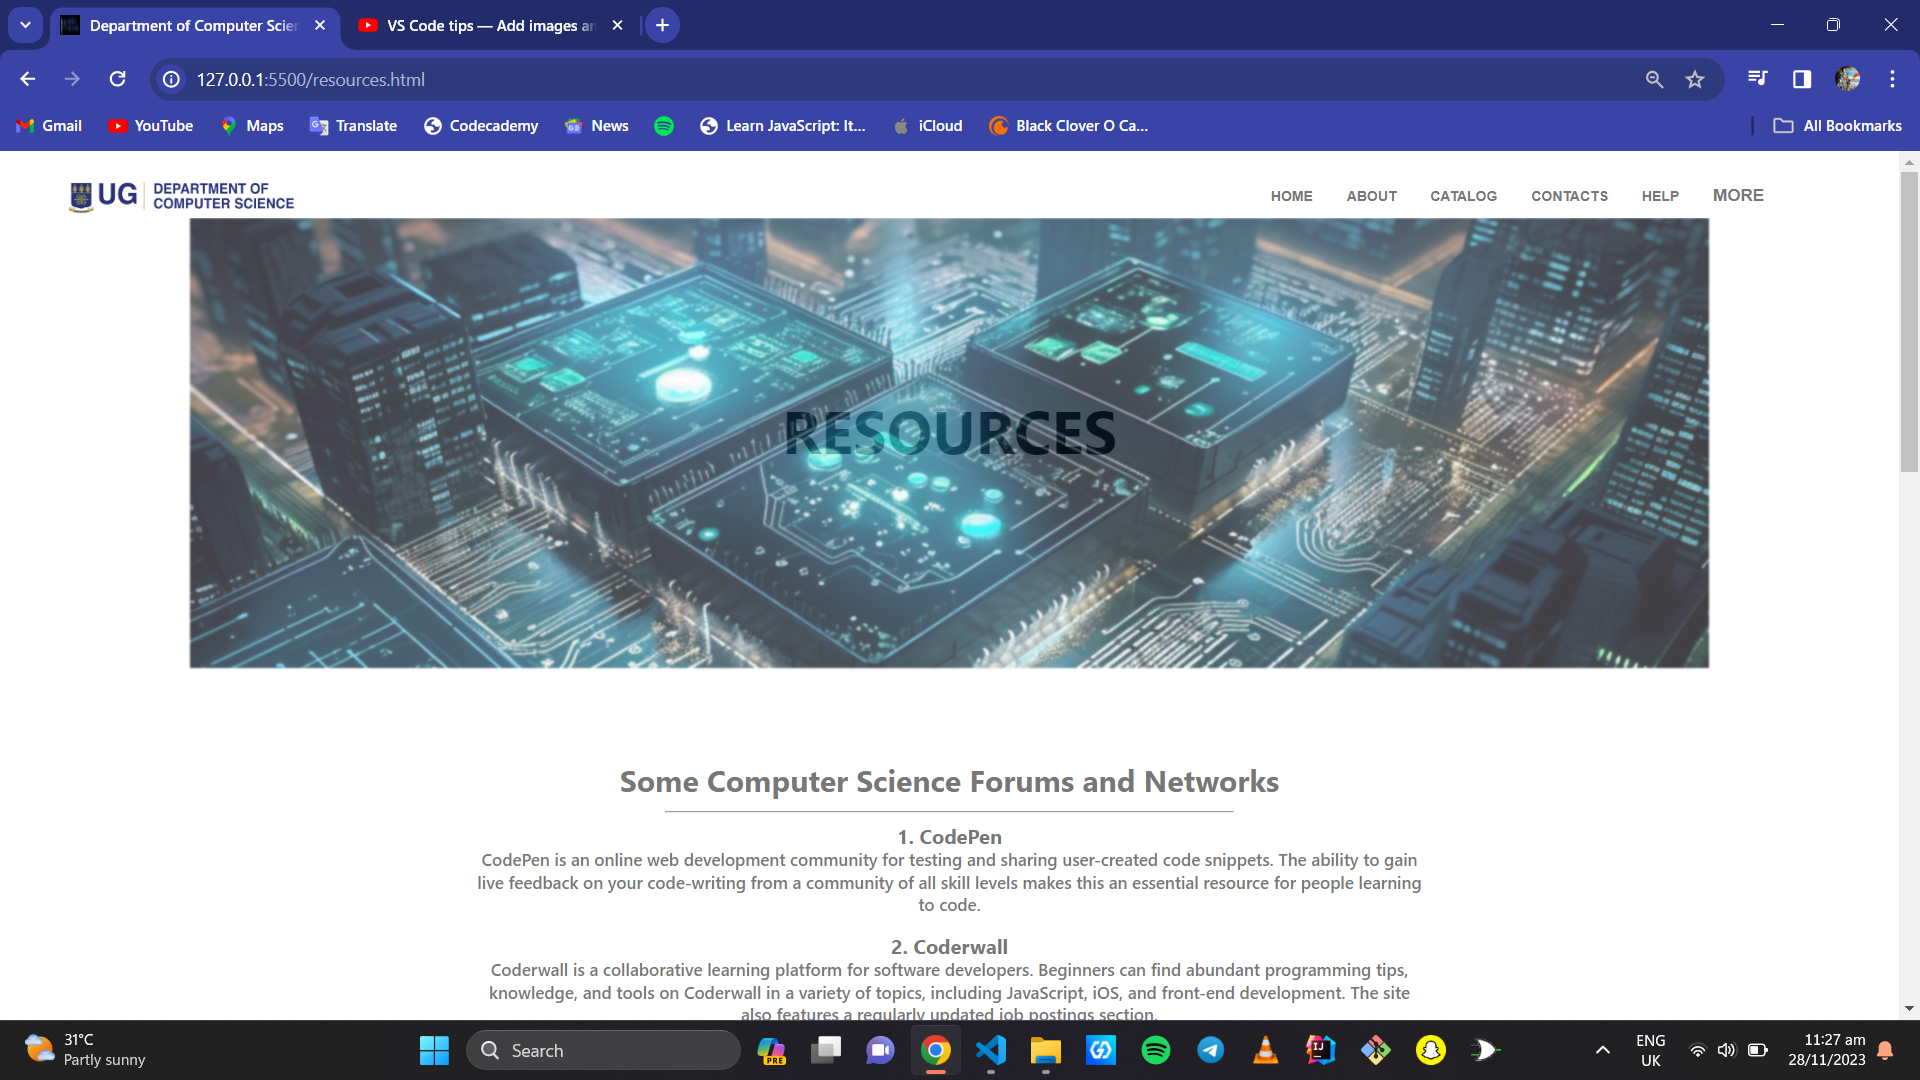 Department of Computer Scie
VS Code tips — Add images an
127.0.0.1:5500/resources.html
Gmail
YouTube
Maps
Translate
Codecademy
News
Learn JavaScript: It...
iCloud
Black Clover O Ca...
All Bookmarks
UG
DEPARTMENT OF
COMPUTER SCIENCE
HOME
ABOUT
CATALOG
CONTACTS
HELP
MORE
RESOURCES
Some Computer Science Forums and Networks
1. CodePen
CodePen is an online web development community for testing and sharing user-created code snippets. The ability to gain
live feedback on your code-writing from a community of all skill levels makes this an essential resource for people learning
to code.
2. Coderwall
Coderwall is a collaborative learning platform for software developers. Beginners can find abundant programming tips,
knowledge, and tools on Coderwall in a variety of topics, including JavaScript, iOS, and front-end development. The site
also features a regularly updated job postings section.
31°C
Partly sunny
Search
PRE
ENG
UK
11:27 am
28/11/2023